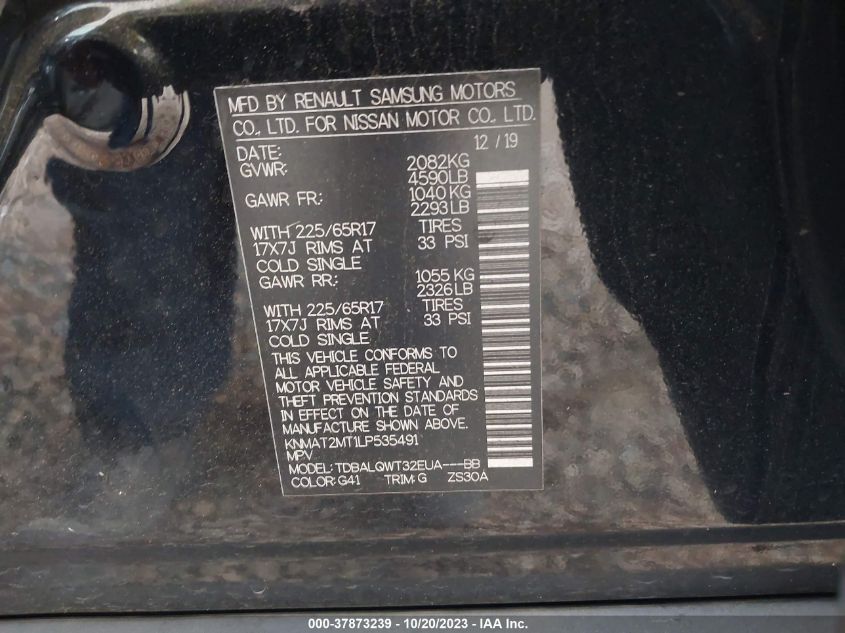 MFD BY RENAULT SAMSUNG MOTORS
CO., LTD. FOR NISSAN MOTOR CO., LTD.
DATE: 12 / 19
GVWR: 2082KG
4590LB
GAWR FR: 1040 KG
2293 LB
WITH 225/65R17 TIRES
17X7J RIMS AT 33 PSI
COLD SINGLE
GAWR RR: 1055 KG
2326 LB
WITH 225/65R17 TIRES
17X7J RIMS AT 33 PSI
COLD SINGLE
THIS VEHICLE CONFORMS TO
ALL APPLICABLE FEDERAL
MOTOR VEHICLE SAFETY AND
THEFT PREVENTION STANDARDS
IN EFFECT ON THE DATE OF
MANUFACTURE SHOWN ABOVE.
KNMAT2MT1LP535491
MPV
MODEL: TDBALQWT32EUA---BB
COLOR: G41 TRIM: G ZS30A
000-37873239 - 10/20/2023 - IAA Inc.